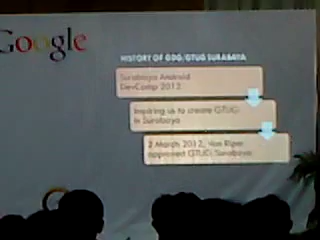 Google
HISTORY OF GDG/GTUG SURABAYA
Surabaya Android
DevCamp 2012
Inspiring us to create GTUG
in Surabaya
2 March 2012, Van Riper
approved GTUG Surabaya